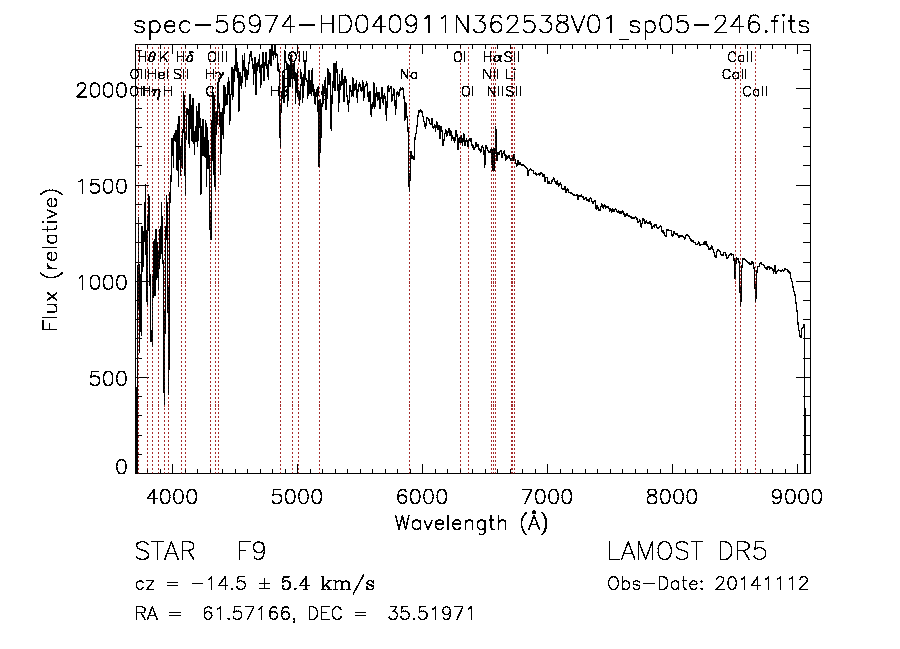 spec-56974-HD040911N362538V01_sp05-246.fits
Hθ K Hδ OIII Hα SII CaII
OII HeI SII Hγ OIII NII Li CaII
Hη H G Hβ Na OI OI NII SII CaII
2000
1500
1000
500
0
Flux (relative)
4000 5000 6000 7000 8000 9000
Wavelength (Å)
STAR F9 LAMOST DR5
cz = −14.5 ± 5.4 km/s Obs-Date: 20141112
RA = 61.57166, DEC = 35.51971